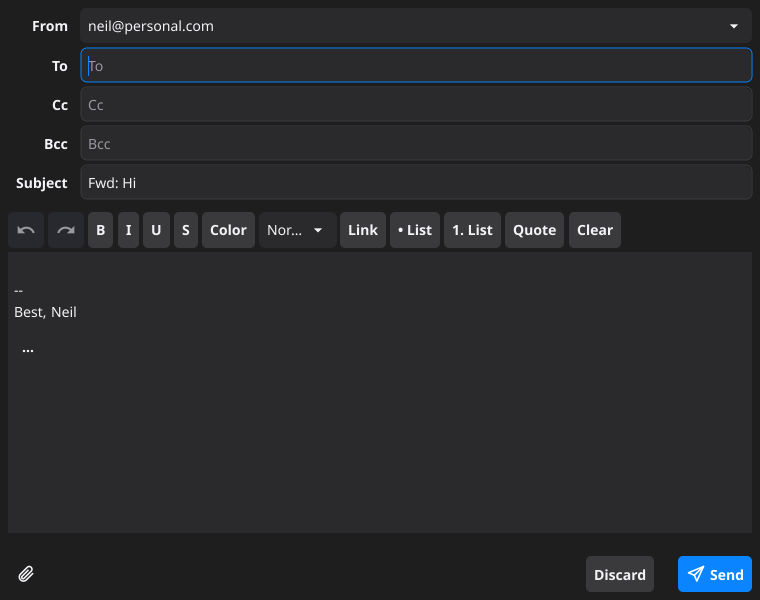 From neil@personal.com
To To
Cc Cc
Bcc Bcc
Subject Fwd: Hi
B I U S Color Nor... Link • List 1. List Quote Clear
--
Best, Neil
...
Discard Send